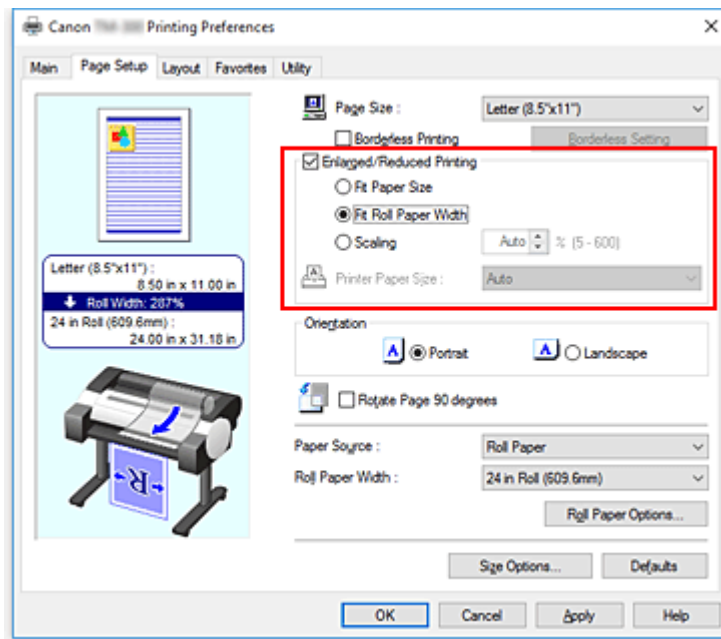 Canon Printing Preferences
Main Page Setup Layout Favorites Utility
Page Size : Letter (8.5"x11")
Borderless Printing Borderless Setting
Enlarged/Reduced Printing
Fit Paper Size
Fit Roll Paper Width
Scaling Auto % (5 - 600)
Printer Paper Size : Auto
Letter (8.5"x11") :
8.50 in x 11.00 in
Roll Width: 287%
24 in Roll (609.6mm) :
24.00 in x 31.18 in
R
Orientation
A Portrait A Landscape
Rotate Page 90 degrees
Paper Source : Roll Paper
Roll Paper Width : 24 in Roll (609.6mm)
Roll Paper Options...
Size Options... Defaults
OK Cancel Apply Help